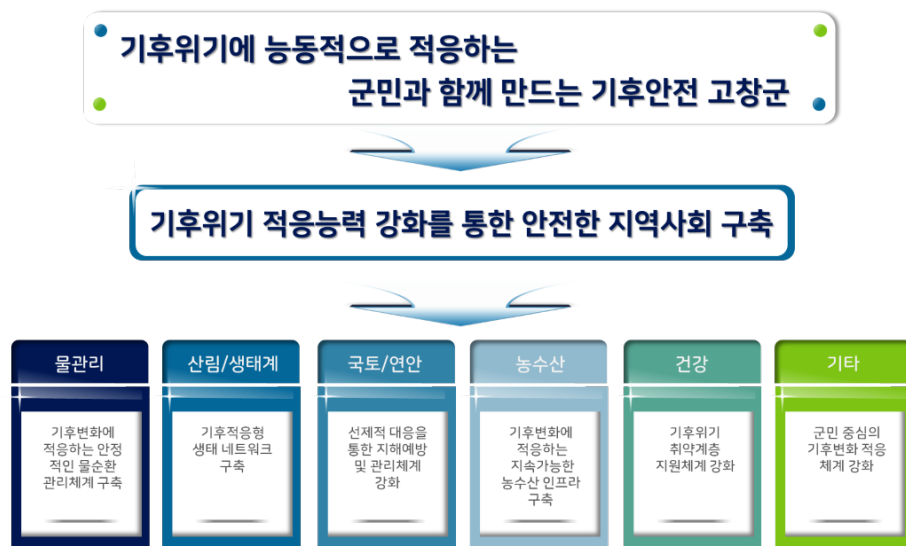 기후위기에 능동적으로 적응하는
군민과 함께 만드는 기후안전 고창군
기후위기 적응능력 강화를 통한 안전한 지역사회 구축
물관리
기후변화에
적응하는 안정
적인 물순환
관리체계 구축
산림/생태계
기후적응형
생태 네트워크
구축
국토/연안
선제적 대응을
통한 지해예방
및 관리체계
강화
농수산
기후변화에
적응하는
지속가능한
농수산 인프라
구축
건강
기후위기
취약계층
지원체계 강화
기타
군민 중심의
기후변화 적응
체계 강화